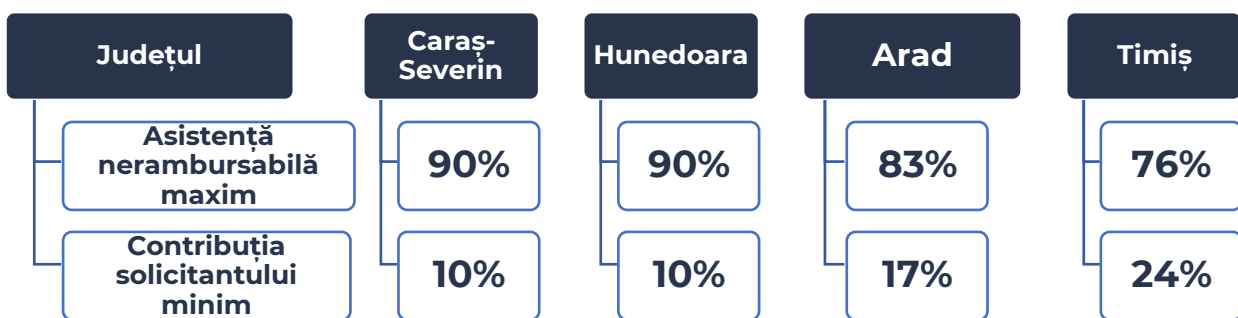 Județul
Caraș-
Severin
Hunedoara
Arad
Timiș
Asistență
nerambursabilă
maxim
90%
90%
83%
76%
Contribuția
solicitantului
minim
10%
10%
17%
24%